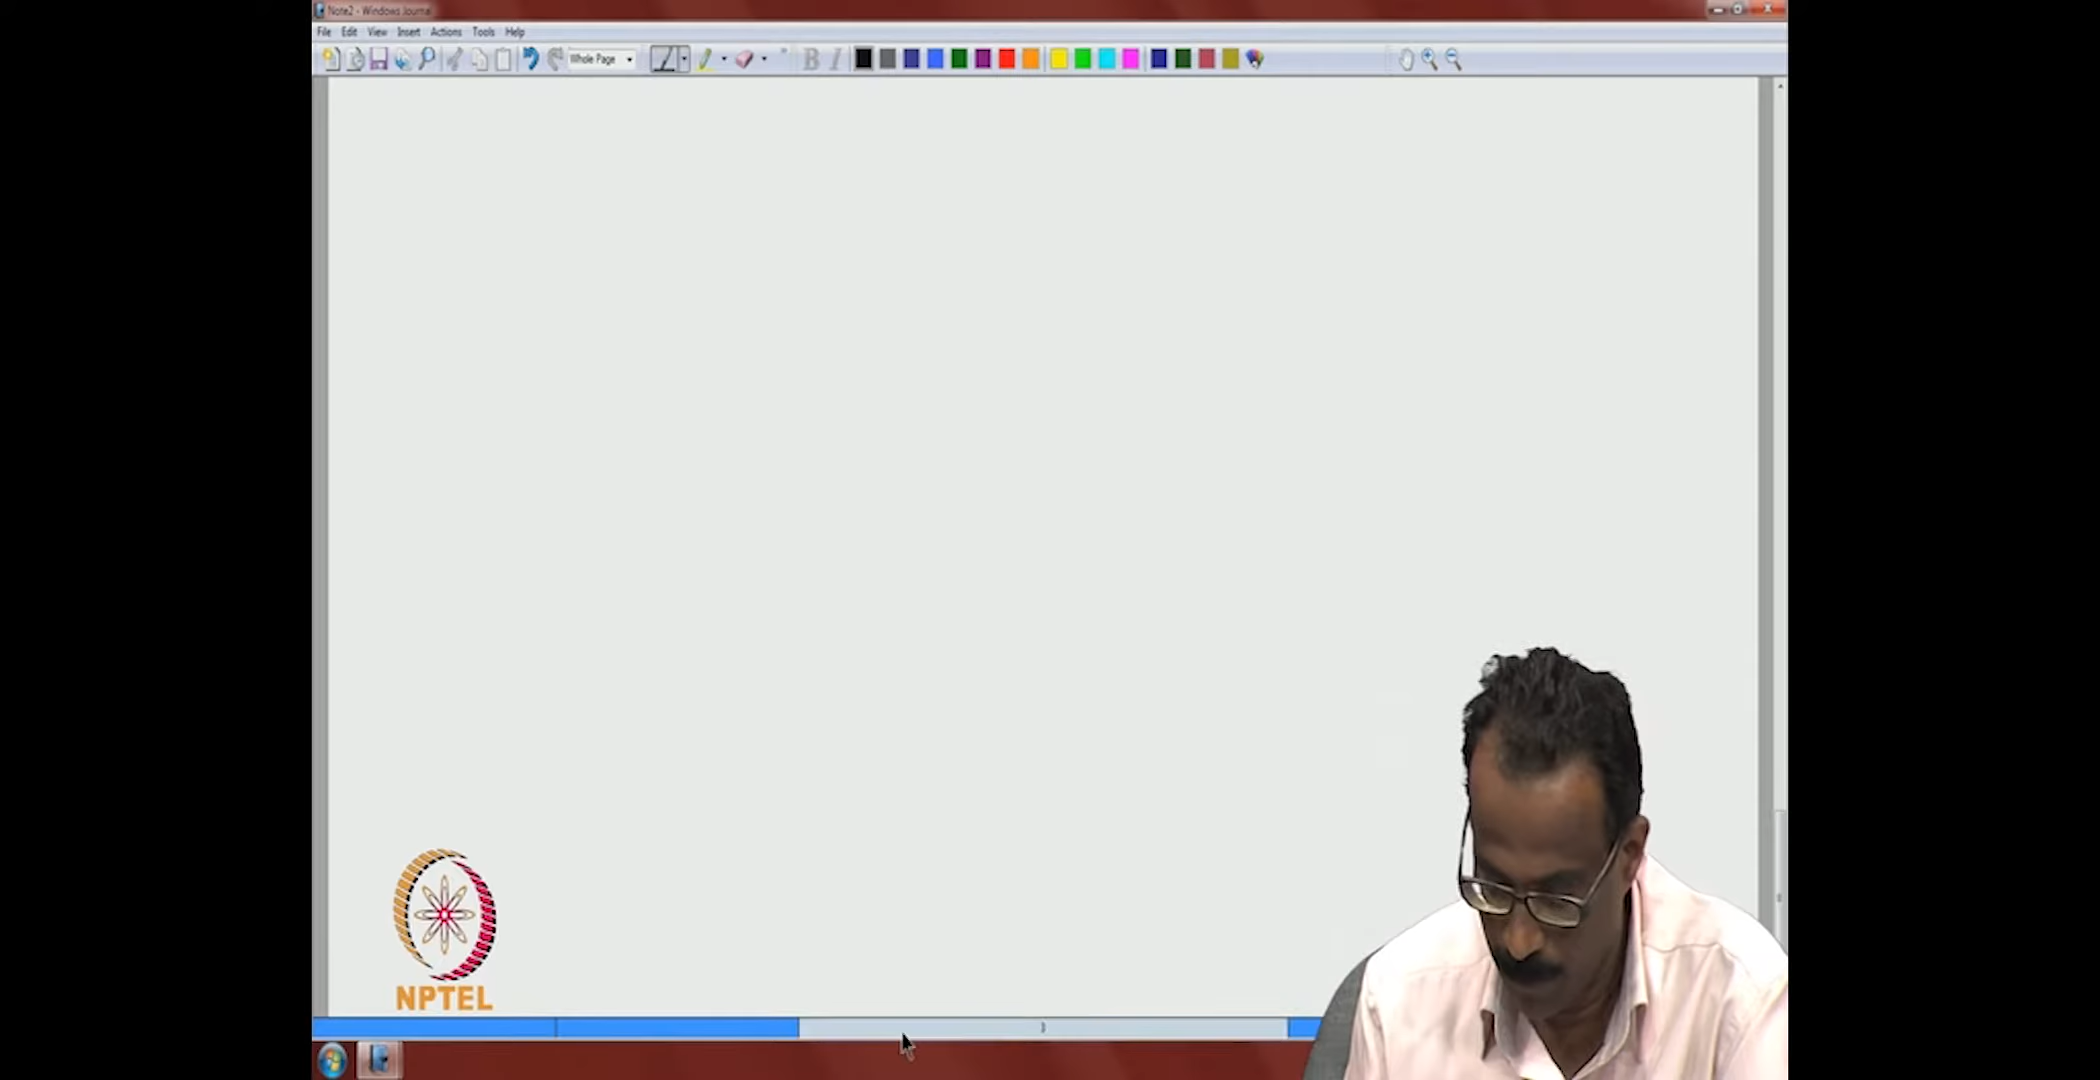 Note2 - Windows Journal
File Edit View Insert Actions Tools Help
Whole Page
B I
NPTEL